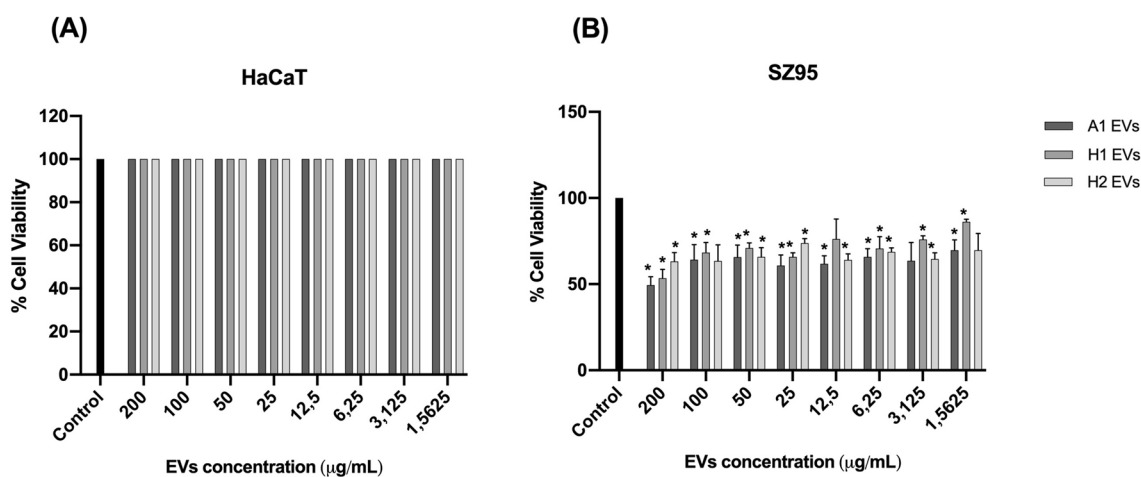 (A)
HaCaT
120
100
80
60
40
20
0
% Cell Viability
Control
200
100
50
25
12,5
6,25
3,125
1,5625
EVs concentration (μg/mL)
(B)
SZ95
150
100
50
0
% Cell Viability
* * *
* *
* * *
** *
* *
* * *
* *
* *
Control
200
100
50
25
12,5
6,25
3,125
1,5625
EVs concentration (μg/mL)
A1 EVs
H1 EVs
H2 EVs